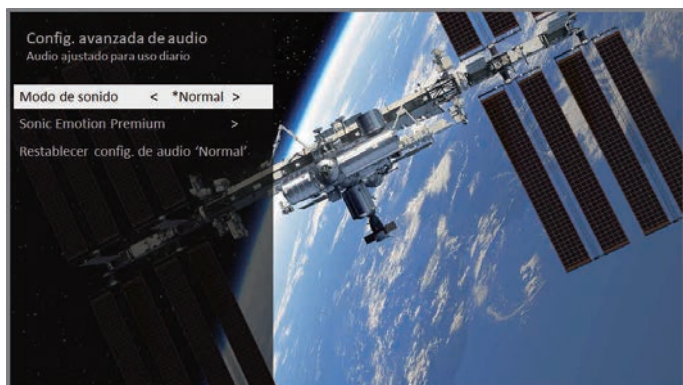 Config. avanzada de audio
Audio ajustado para uso diario
Modo de sonido < *Normal >
Sonic Emotion Premium >
Restablecer config. de audio ‘Normal’